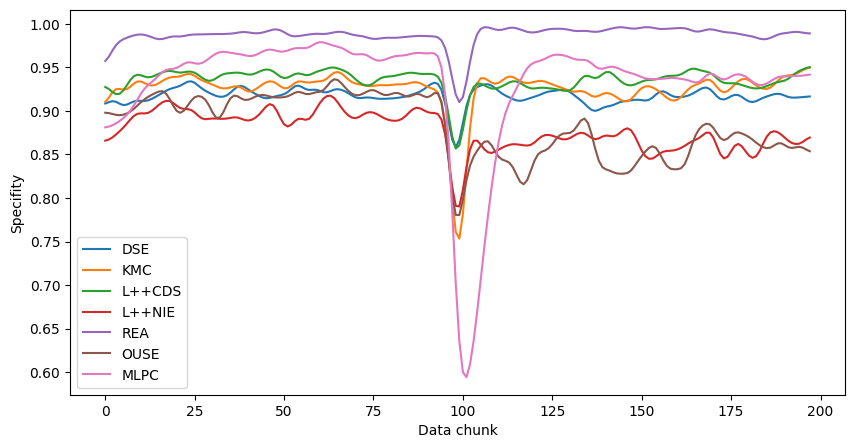 1.00
0.95
0.90
0.85
0.80
0.75
0.70
0.65
0.60
Specifity
DSE
KMC
L++CDS
L++NIE
REA
OUSE
MLPC
0 25 50 75 100 125 150 175 200
Data chunk